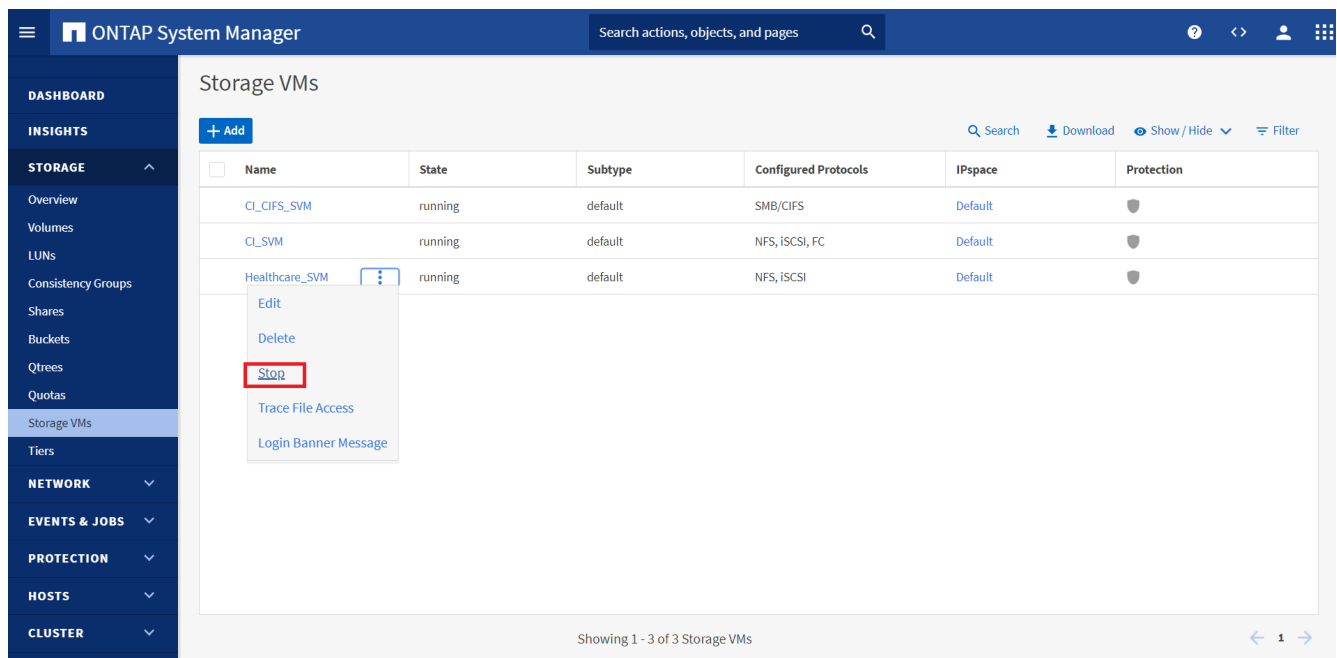 ONTAP System Manager
Search actions, objects, and pages
DASHBOARD
INSIGHTS
STORAGE
Overview
Volumes
LUNs
Consistency Groups
Shares
Buckets
Qtrees
Quotas
Storage VMs
Tiers
NETWORK
EVENTS & JOBS
PROTECTION
HOSTS
CLUSTER
Storage VMs
+ Add
Search Download Show / Hide Filter
Name State Subtype Configured Protocols IPspace Protection
CI_CIFS_SVM running default SMB/CIFS Default
CI_SVM running default NFS, iSCSI, FC Default
Healthcare_SVM running default NFS, iSCSI Default
Edit
Delete
Stop
Trace File Access
Login Banner Message
Showing 1 - 3 of 3 Storage VMs
← 1 →